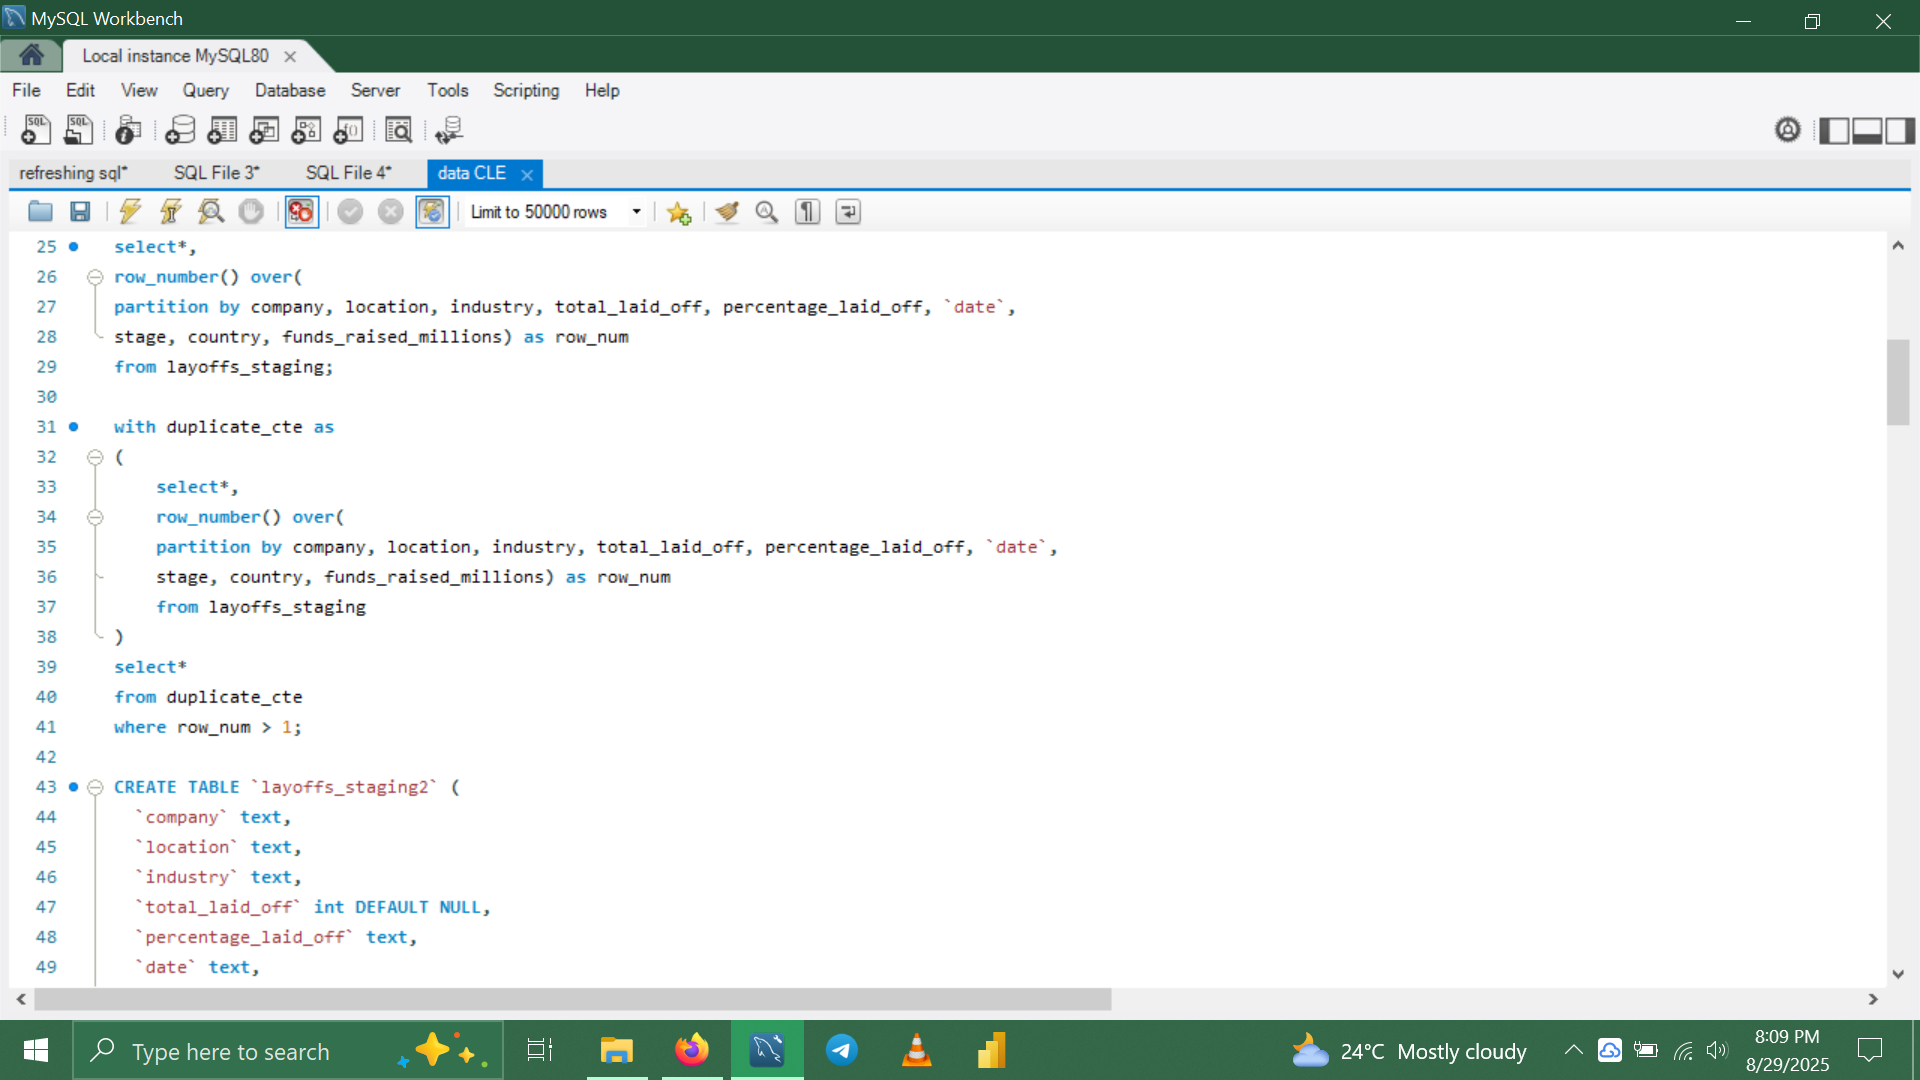 MySQL Workbench
Local instance MySQL80
File Edit View Query Database Server Tools Scripting Help
refreshing sql* SQL File 3* SQL File 4* data CLE
Limit to 50000 rows
25 select*,
26 row_number() over(
27 partition by company, location, industry, total_laid_off, percentage_laid_off, `date`,
28 stage, country, funds_raised_millions) as row_num
29 from layoffs_staging;
30
31 with duplicate_cte as
32 (
33 select*,
34 row_number() over(
35 partition by company, location, industry, total_laid_off, percentage_laid_off, `date`,
36 stage, country, funds_raised_millions) as row_num
37 from layoffs_staging
38 )
39 select*
40 from duplicate_cte
41 where row_num > 1;
42
43 CREATE TABLE `layoffs_staging2` (
44 `company` text,
45 `location` text,
46 `industry` text,
47 `total_laid_off` int DEFAULT NULL,
48 `percentage_laid_off` text,
49 `date` text,
Type here to search
24°C Mostly cloudy
8:09 PM
8/29/2025